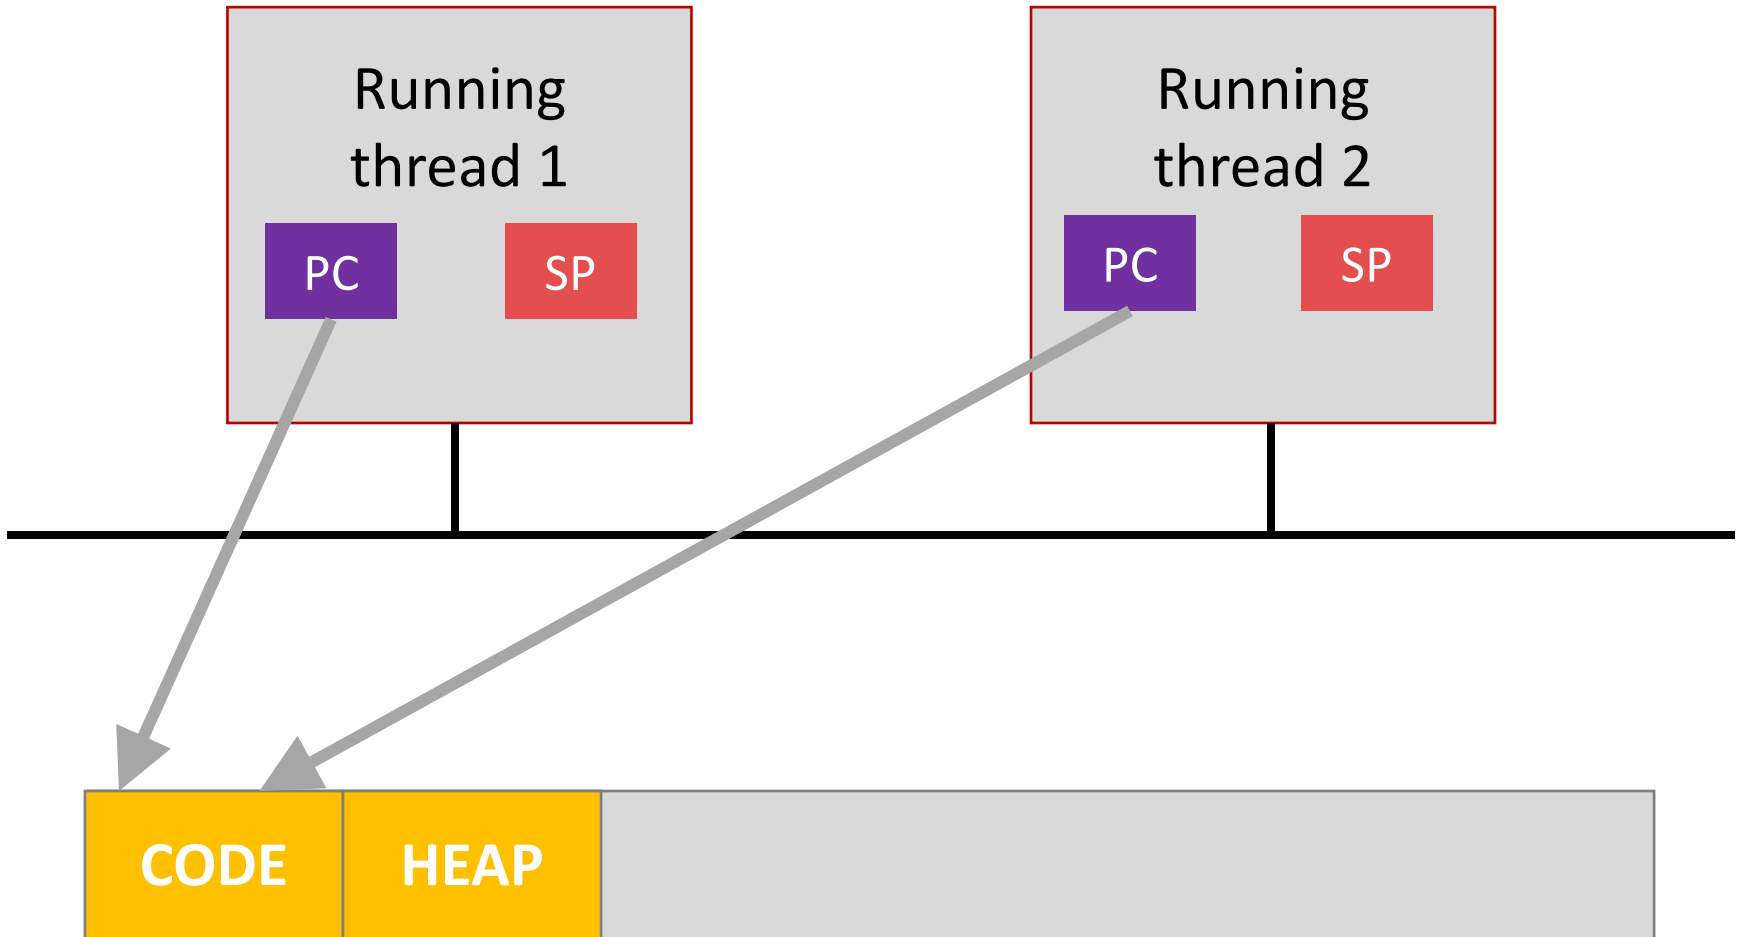 Running
thread 1
PC
SP
Running
thread 2
PC
SP
CODE
HEAP